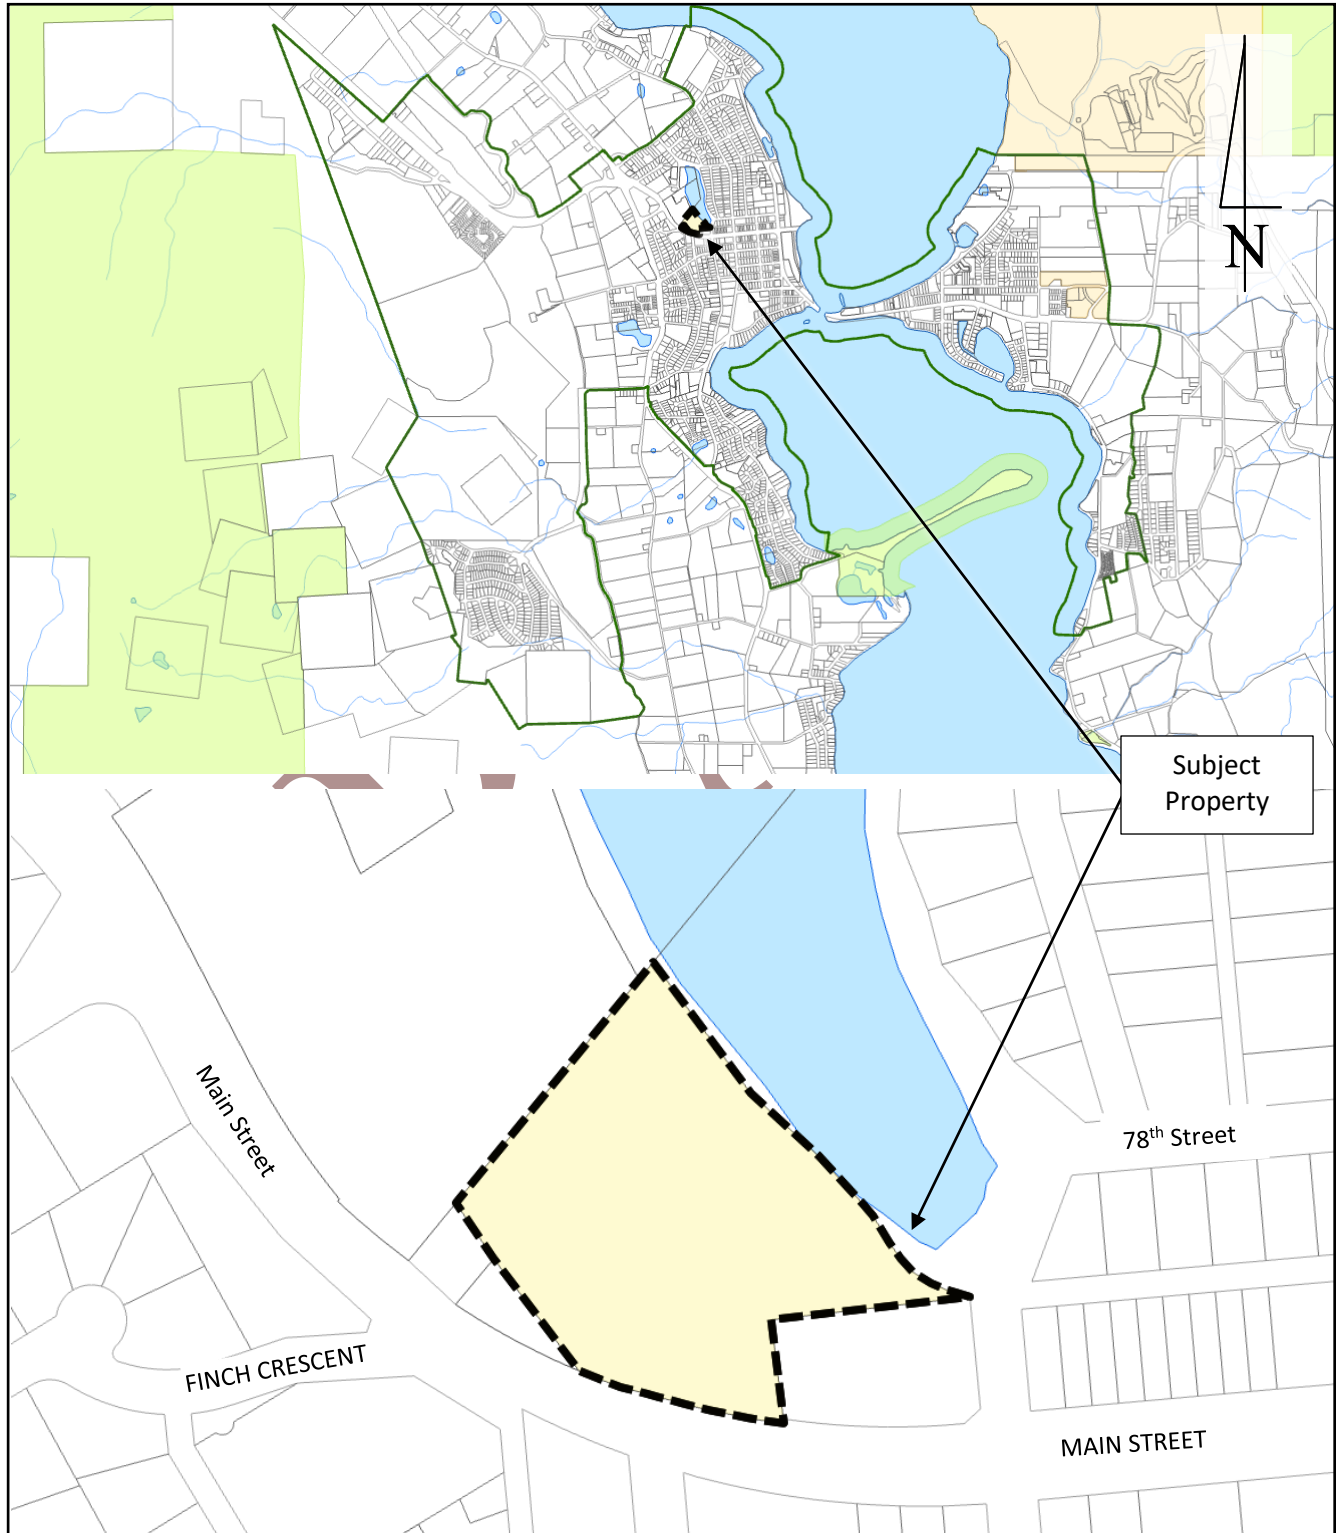 N
Subject
Property
Main Street
78th Street
FINCH CRESCENT
MAIN STREET